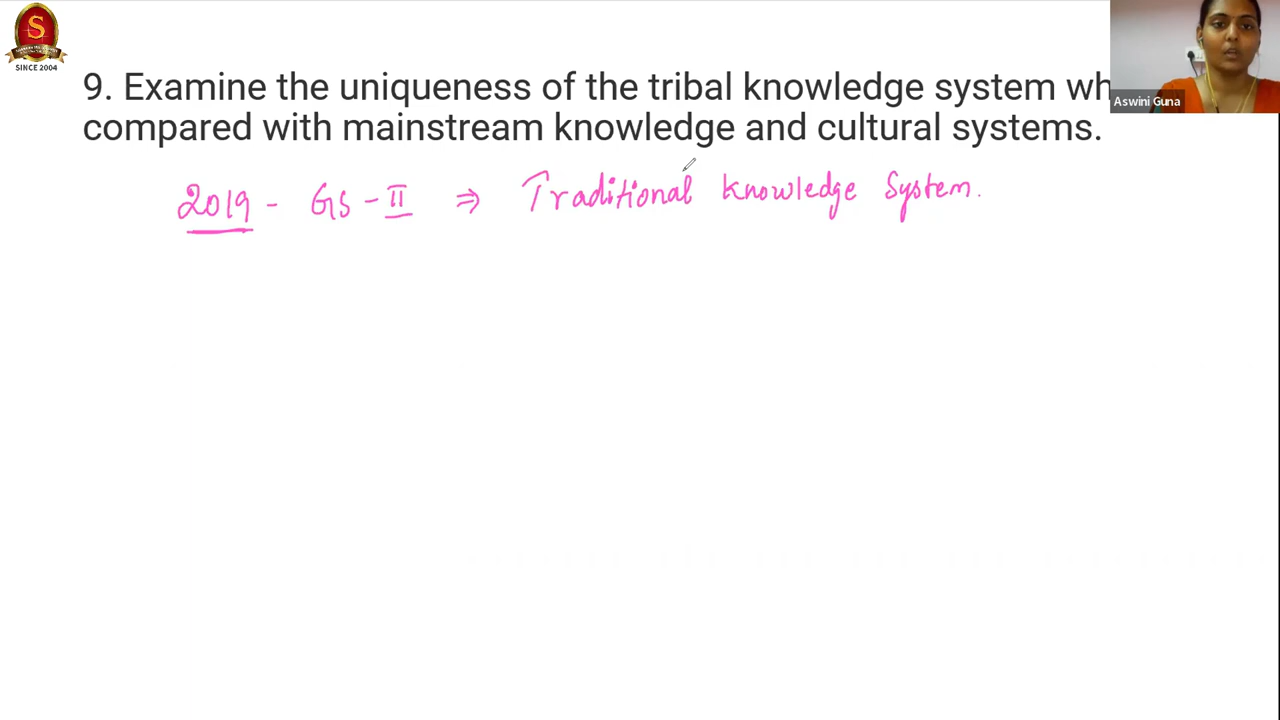 S
SINCE 2004
9. Examine the uniqueness of the tribal knowledge system wh
Aswini Guna
compared with mainstream knowledge and cultural systems.
2019 - GS - II ⇒ Traditional Knowledge System.